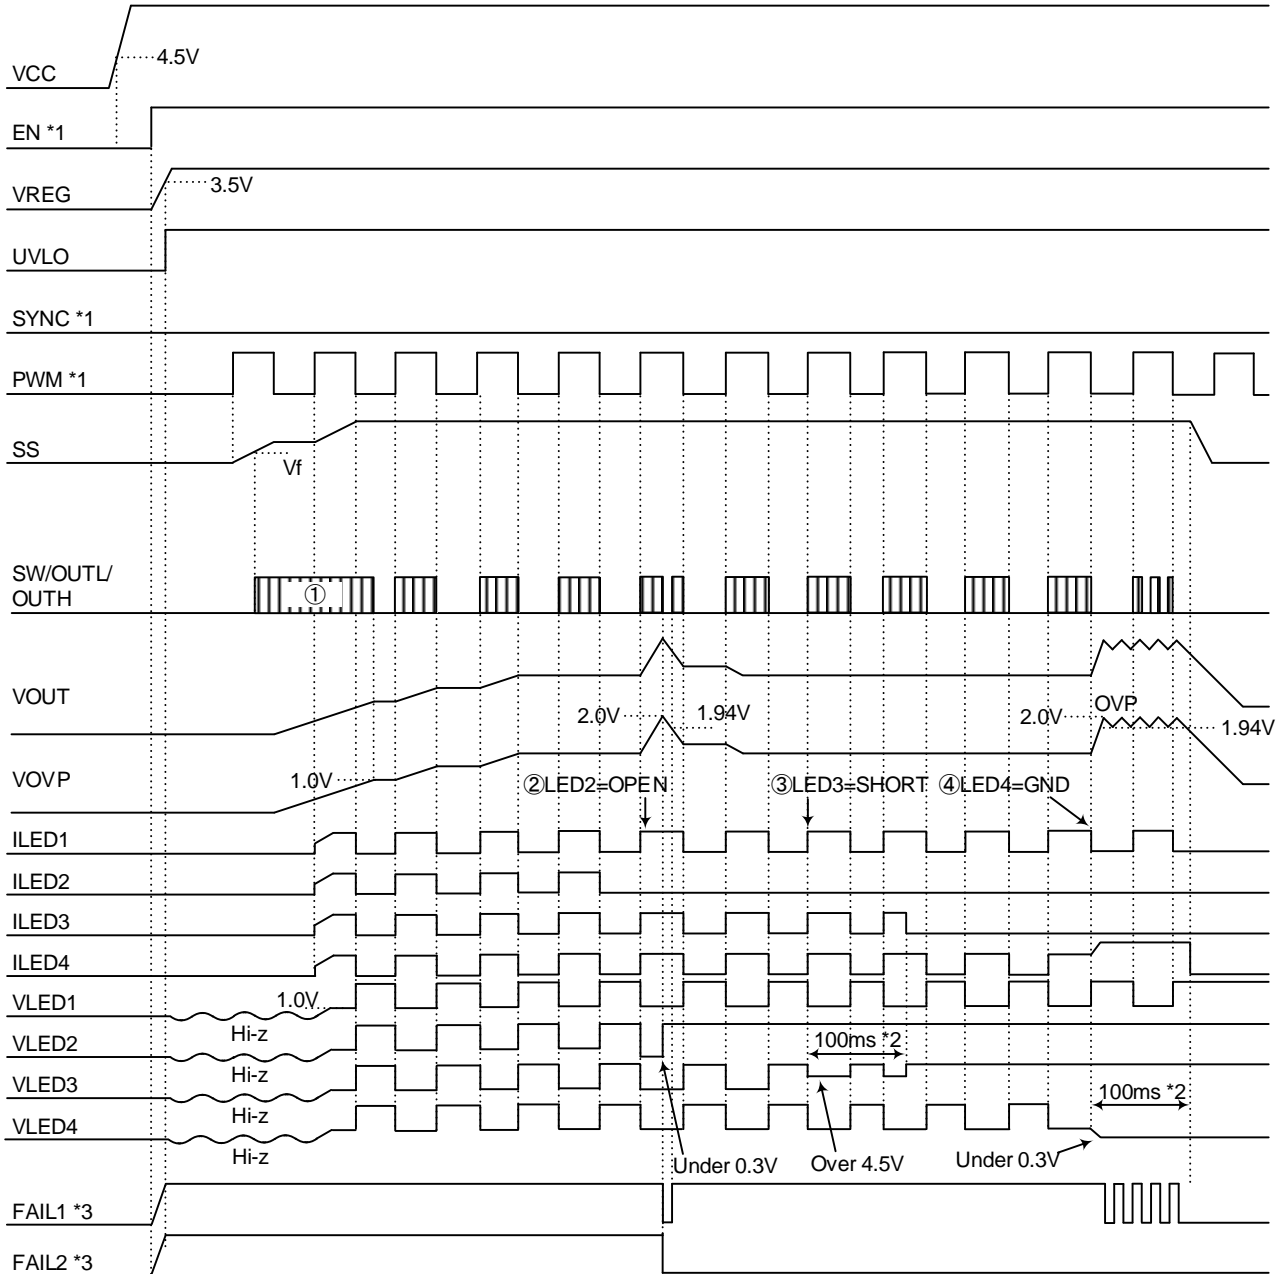 4.5V
VCC
EN *1
3.5V
VREG
UVLO
SYNC *1
PWM *1
SS
Vf
SW/OUTL/
OUTH
①
VOUT
2.0V
1.94V
2.0V
OVP
1.94V
VOVP
1.0V
②LED2=OPEN
③LED3=SHORT
④LED4=GND
ILED1
ILED2
ILED3
ILED4
VLED1
1.0V
Hi-z
VLED2
100ms *2
Hi-z
VLED3
100ms *2
Hi-z
VLED4
Hi-z
Under 0.3V
Over 4.5V
Under 0.3V
FAIL1 *3
FAIL2 *3